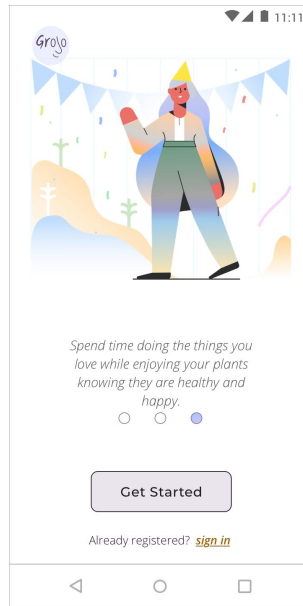 11:11
Grojo
Spend time doing the things you
love while enjoying your plants
knowing they are healthy and
happy.
Get Started
Already registered? sign in